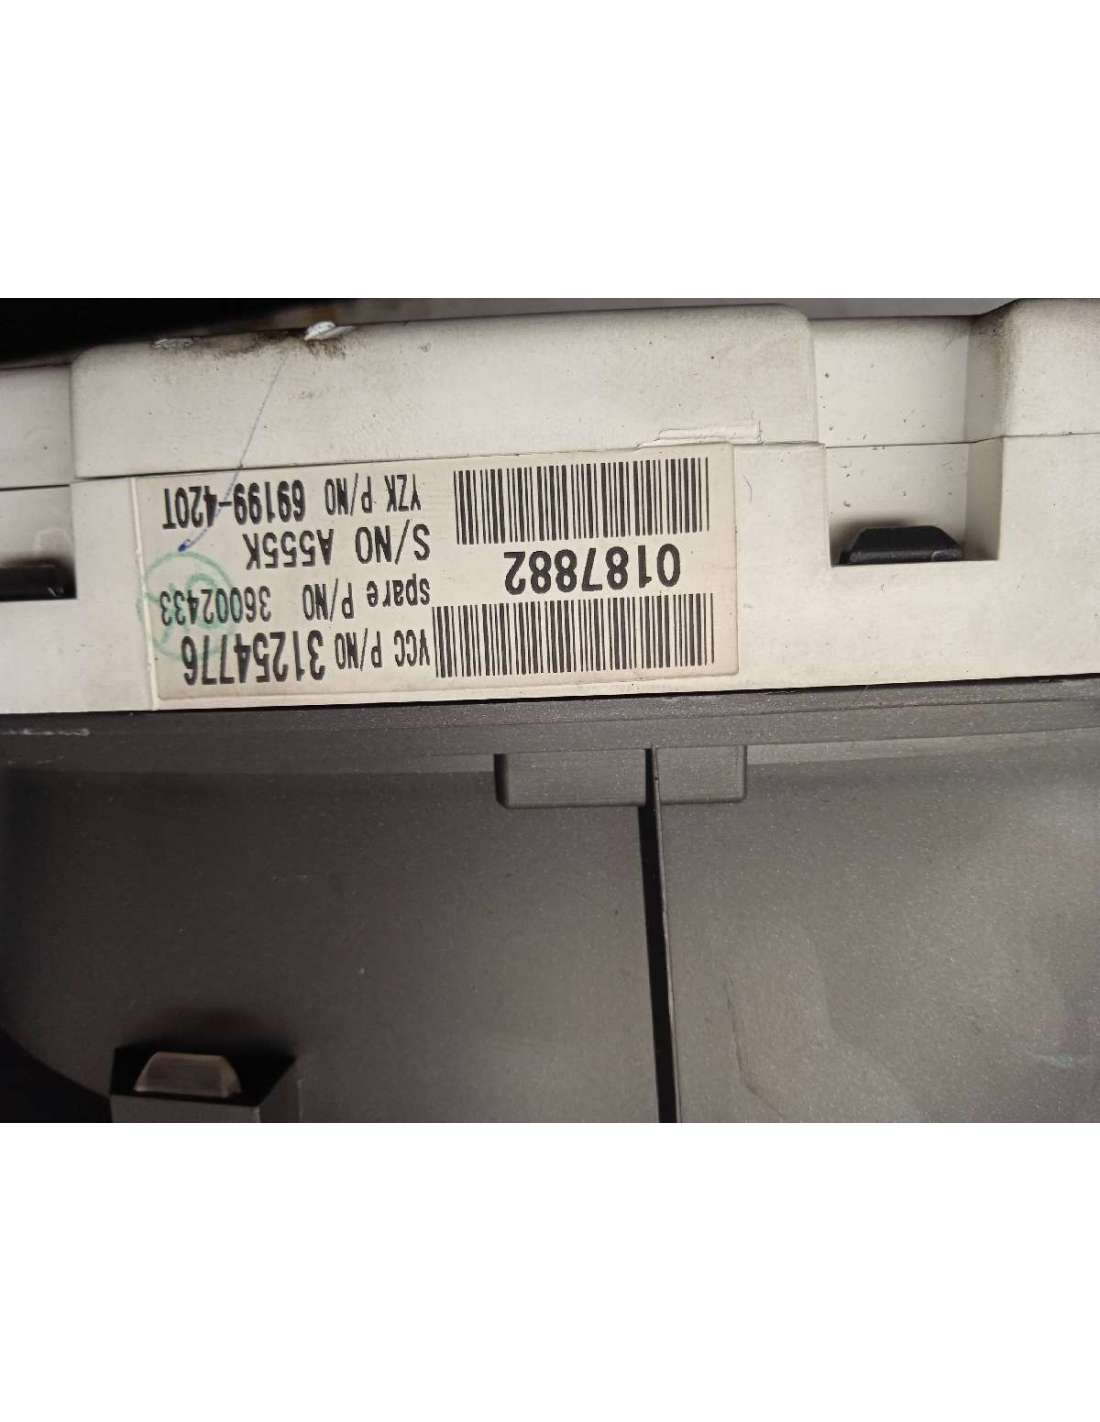 VCC P/NO 31254776
Spare P/NO 36002433
S/NO A555K
0187882
YZK P/NO 69199-420T